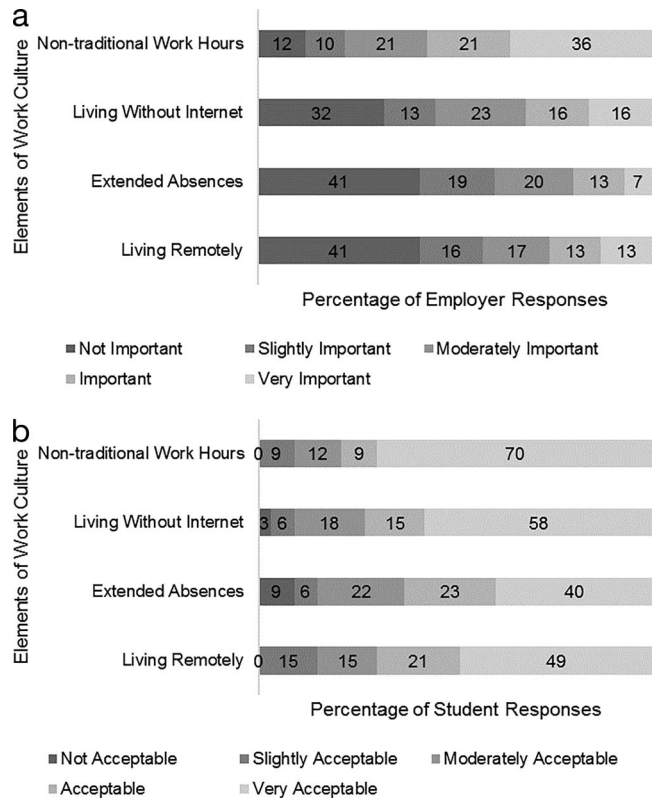 a
Elements of Work Culture
Non-traditional Work Hours 12 10 21 21 36
Living Without Internet 32 13 23 16 16
Extended Absences 41 19 20 13 7
Living Remotely 41 16 17 13 13
Percentage of Employer Responses
Not Important Slightly Important Moderately Important
Important Very Important
b
Elements of Work Culture
Non-traditional Work Hours 0 9 12 9 70
Living Without Internet 3 6 18 15 58
Extended Absences 9 6 22 23 40
Living Remotely 0 15 15 21 49
Percentage of Student Responses
Not Acceptable Slightly Acceptable Moderately Acceptable
Acceptable Very Acceptable